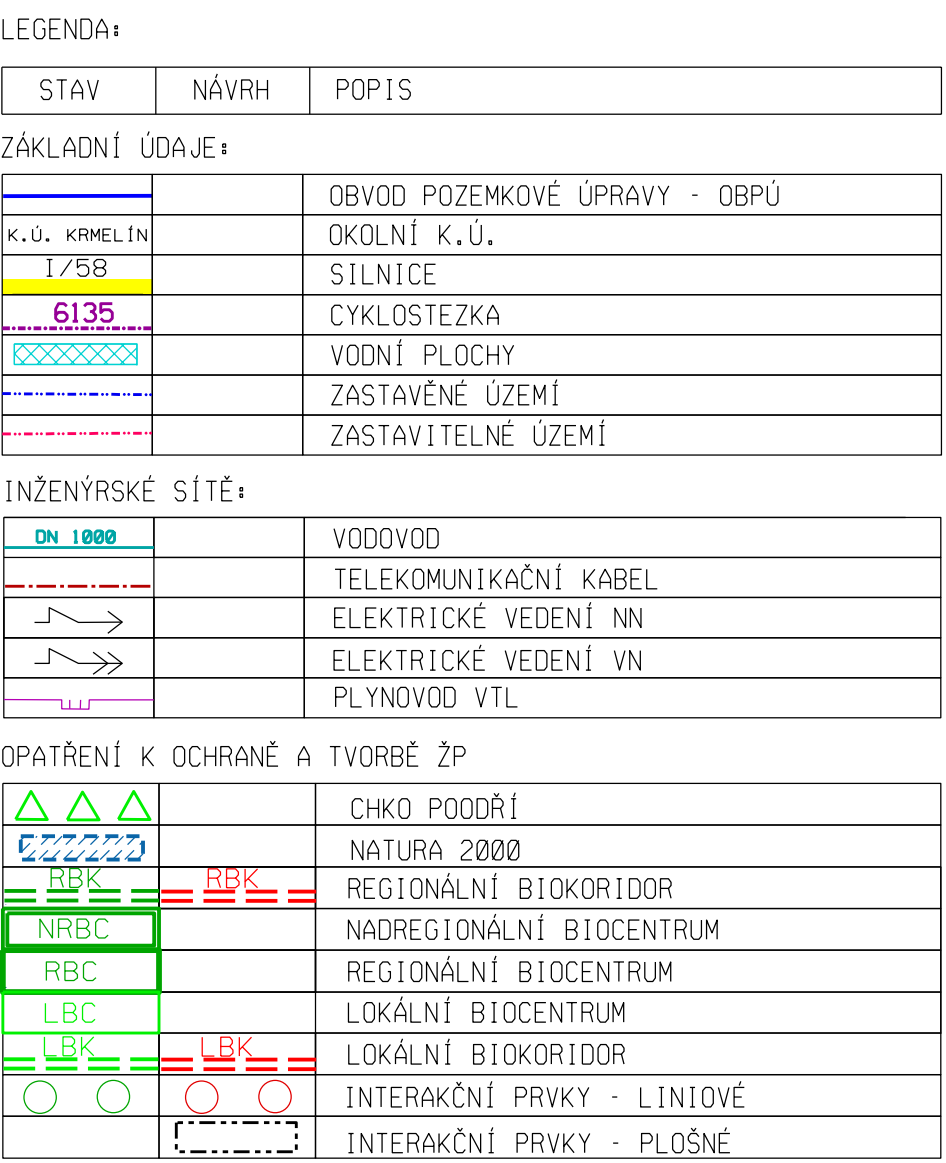 LEGENDA:
STAV NÁVRH POPIS
ZÁKLADNÍ ÚDAJE:
OBVOD POZEMKOVÉ ÚPRAVY - OBPÚ
K.Ú. KRMELÍN OKOLNÍ K.Ú.
I/58 SILNICE
6135 CYKLOSTEZKA
VODNÍ PLOCHY
ZASTAVĚNÉ ÚZEMÍ
ZASTAVITELNÉ ÚZEMÍ
INŽENÝRSKÉ SÍTĚ:
DN 1000 VODOVOD
TELEKOMUNIKAČNÍ KABEL
ELEKTRICKÉ VEDENÍ NN
ELEKTRICKÉ VEDENÍ VN
PLYNOVOD VTL
OPATŘENÍ K OCHRANĚ A TVORBĚ ŽP
CHKO POODŘÍ
NATURA 2000
RBK RBK REGIONÁLNÍ BIOKORIDOR
NRBC NADREGIONÁLNÍ BIOCENTRUM
RBC REGIONÁLNÍ BIOCENTRUM
LBC LOKÁLNÍ BIOCENTRUM
LBK LBK LOKÁLNÍ BIOKORIDOR
INTERAKČNÍ PRVKY - LINIOVÉ
INTERAKČNÍ PRVKY - PLOŠNÉ